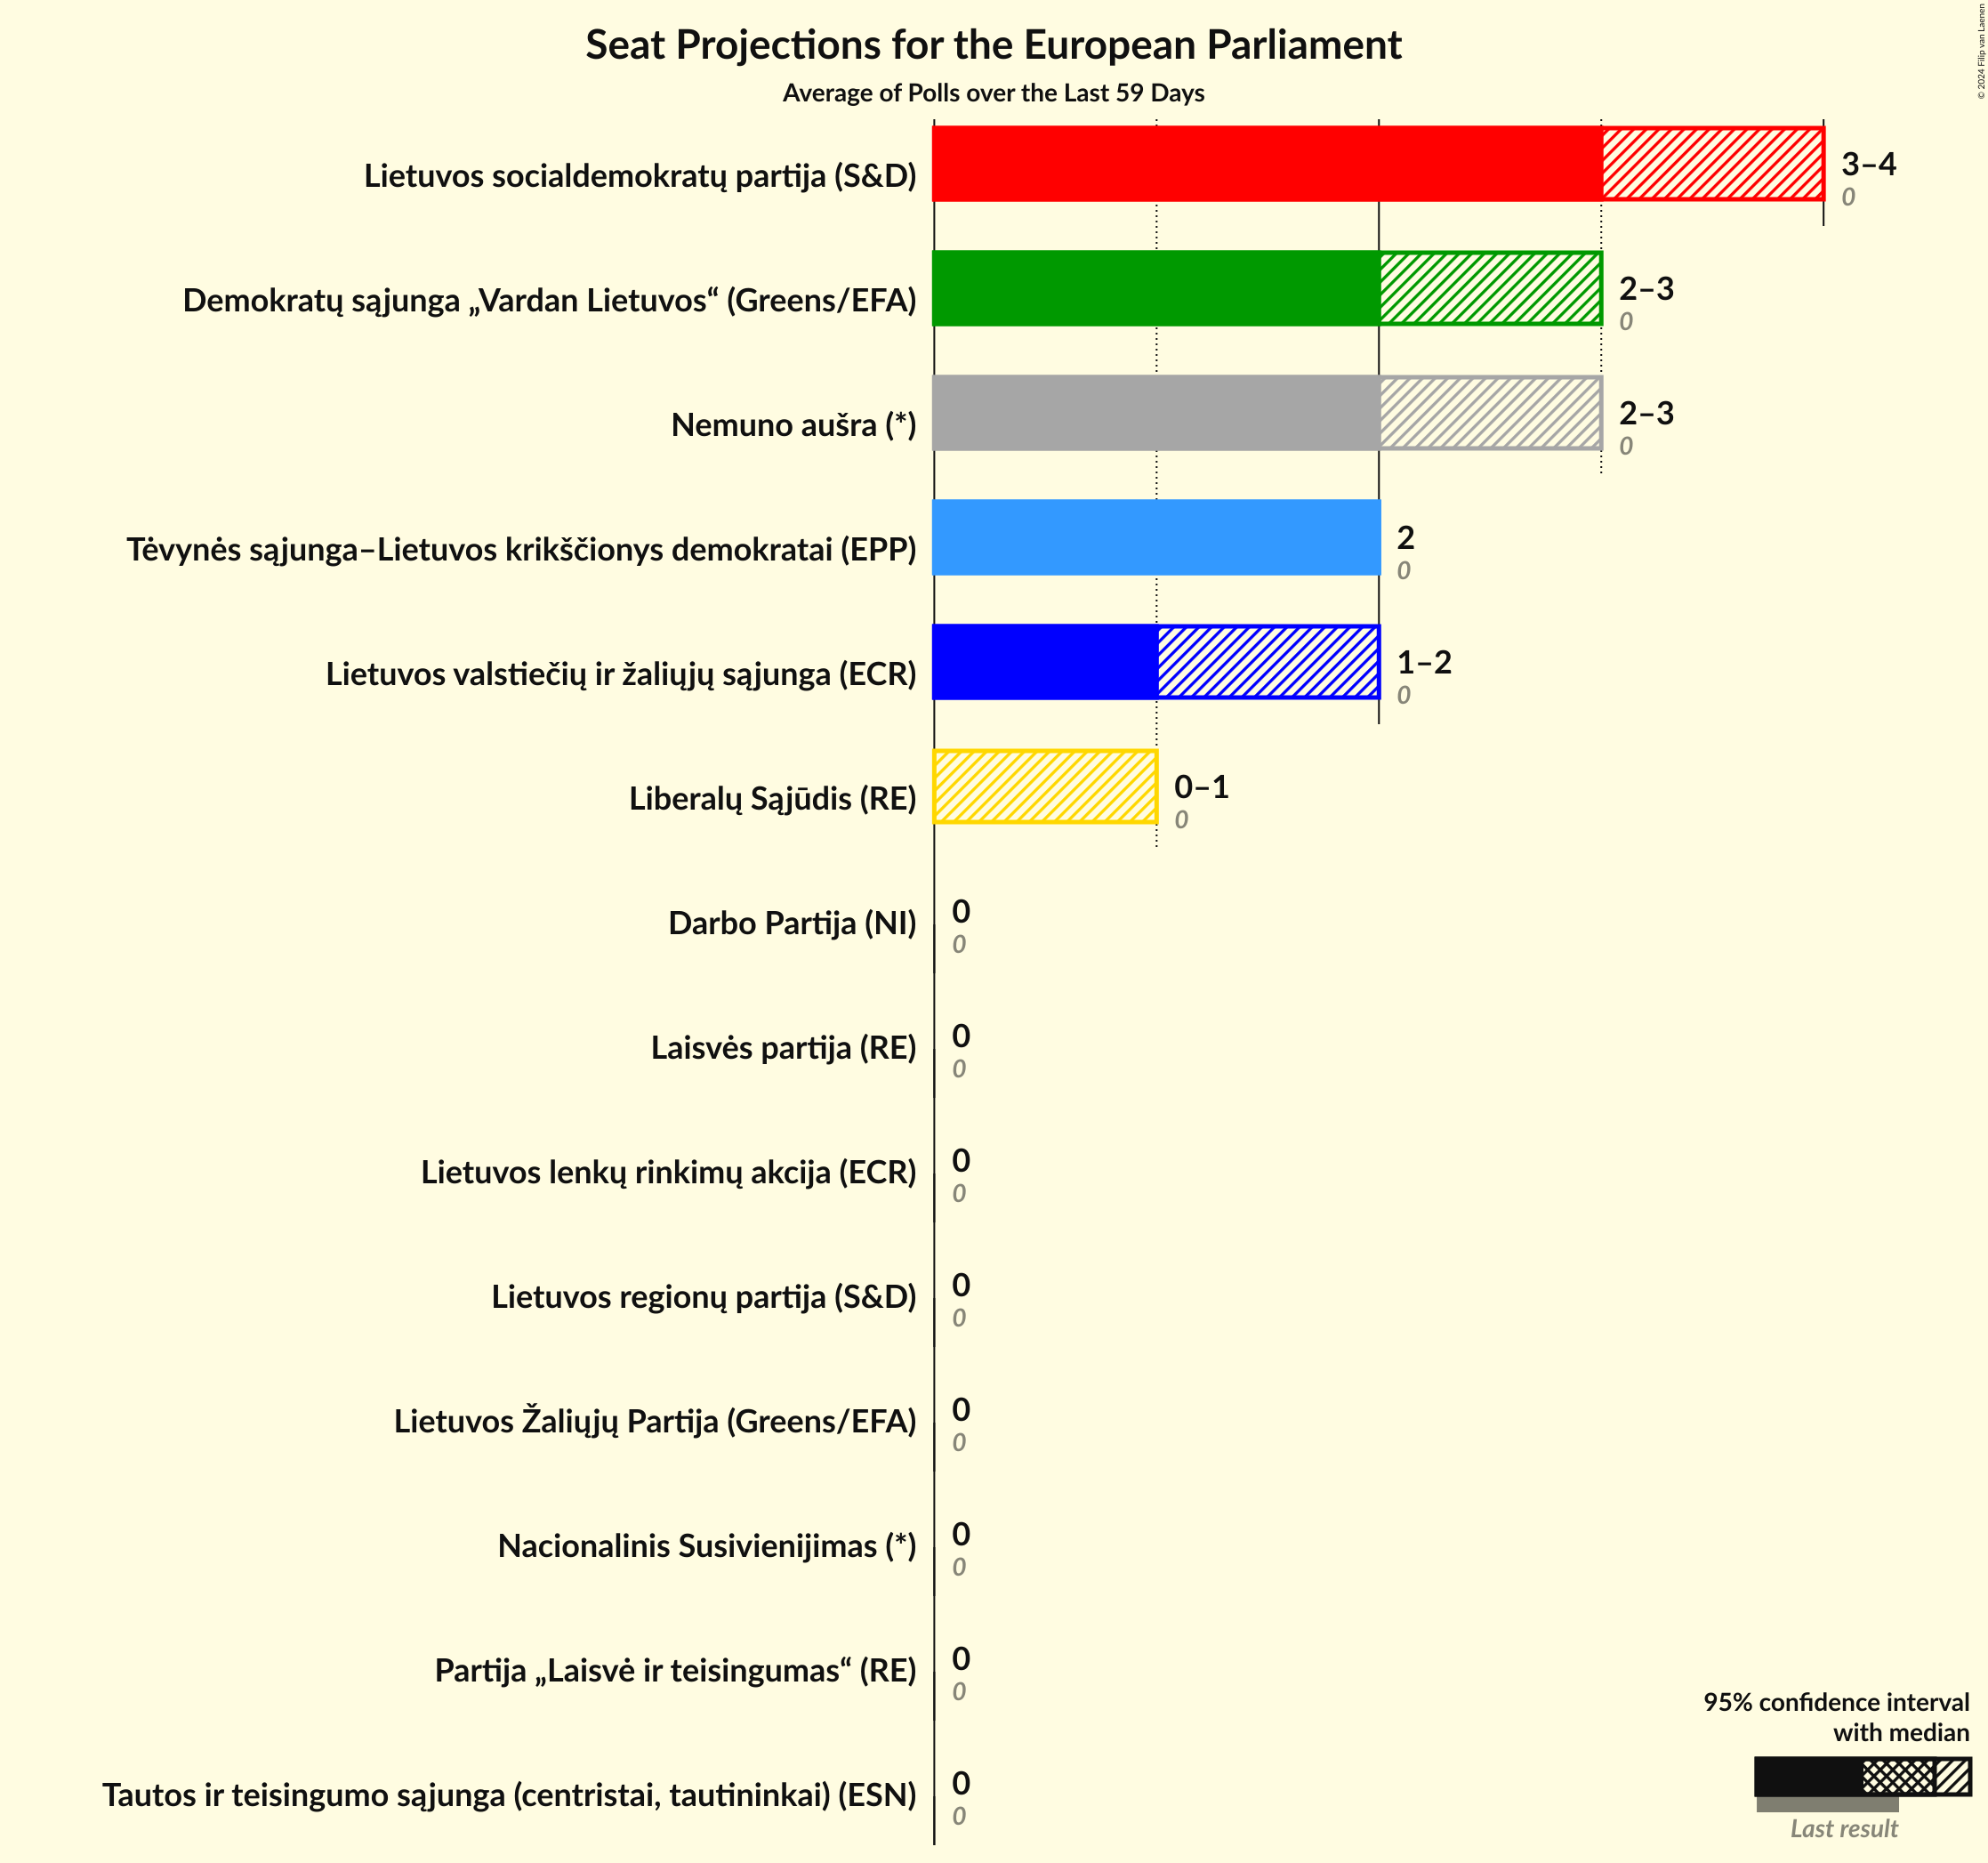 Seat Projections for the European Parliament
Average of Polls over the Last 59 Days
© 2024 Filip van Laenen
Lietuvos socialdemokratų partija (S&D)
3–4
0
Demokratų sąjunga „Vardan Lietuvos“ (Greens/EFA)
2–3
0
Nemuno aušra (*)
2–3
0
Tėvynės sąjunga–Lietuvos krikščionys demokratai (EPP)
2
0
Lietuvos valstiečių ir žaliųjų sąjunga (ECR)
1–2
0
Liberalų Sąjūdis (RE)
0–1
0
Darbo Partija (NI)
0
0
Laisvės partija (RE)
0
0
Lietuvos lenkų rinkimų akcija (ECR)
0
0
Lietuvos regionų partija (S&D)
0
0
Lietuvos Žaliųjų Partija (Greens/EFA)
0
0
Nacionalinis Susivienijimas (*)
0
0
Partija „Laisvė ir teisingumas“ (RE)
0
0
Tautos ir teisingumo sąjunga (centristai, tautininkai) (ESN)
0
0
95% confidence interval
with median
Last result